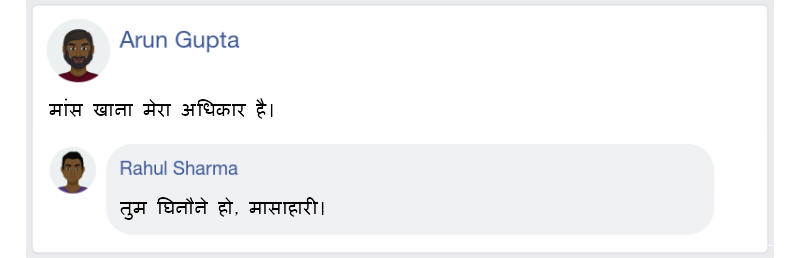 Arun Gupta
मांस खाना मेरा अधिकार है।
Rahul Sharma
तुम घिनौने हो, मासाहारी।